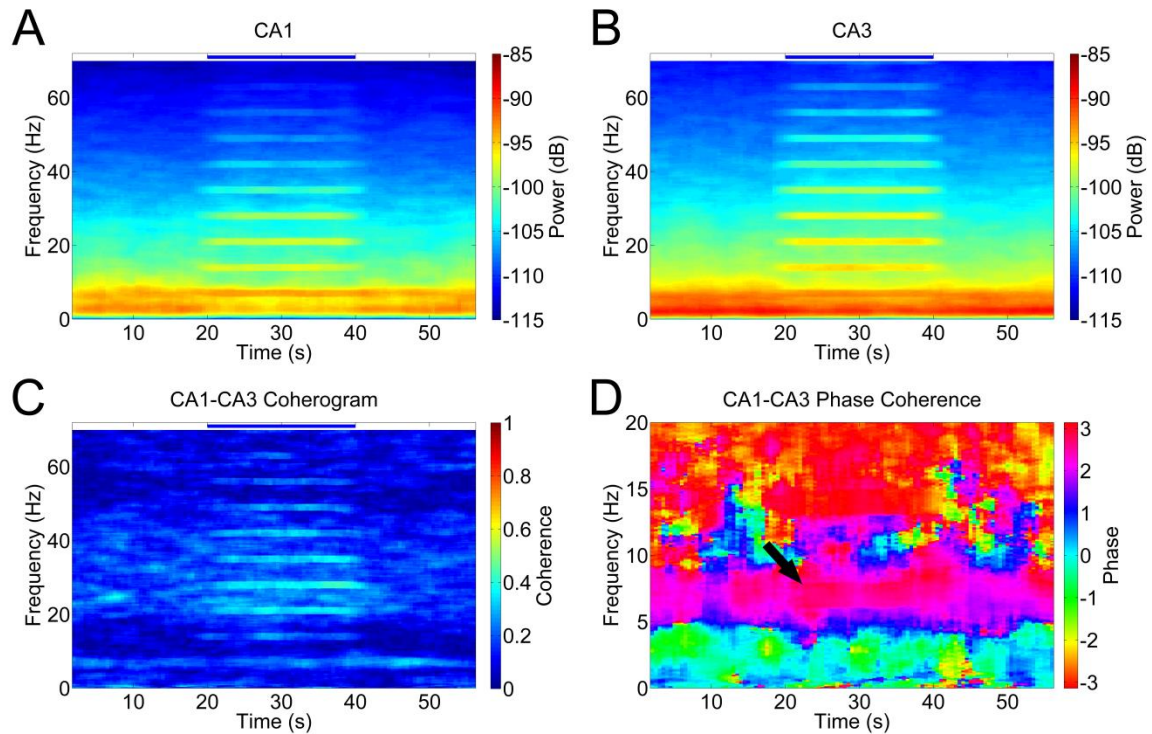 A
CA1
Frequency (Hz)
60
40
20
0
10 20 30 40 50
Time (s)
-85
-90
-95
-100
-105
-110
-115
Power (dB)
B
CA3
Frequency (Hz)
60
40
20
0
10 20 30 40 50
Time (s)
-85
-90
-95
-100
-105
-110
-115
Power (dB)
C
CA1-CA3 Coherogram
Frequency (Hz)
60
40
20
0
10 20 30 40 50
Time (s)
1
0.8
0.6
0.4
0.2
0
Coherence
D
CA1-CA3 Phase Coherence
Frequency (Hz)
20
15
10
5
0
10 20 30 40 50
Time (s)
3
2
1
0
-1
-2
-3
Phase